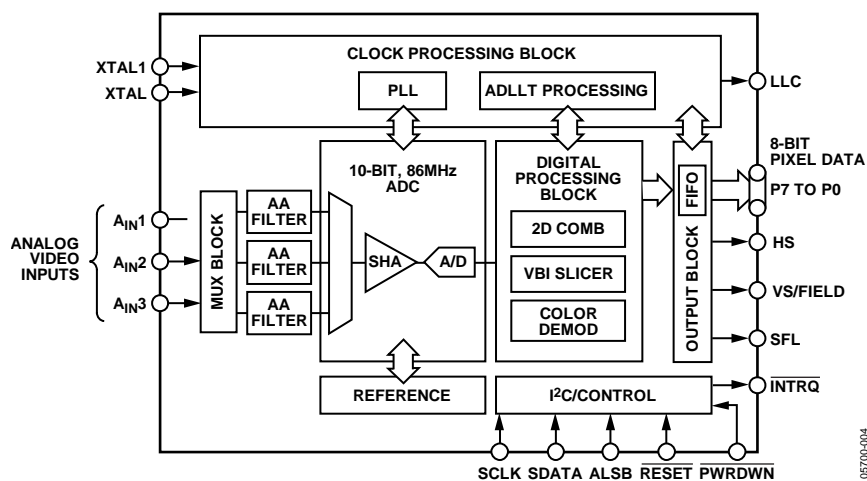 CLOCK PROCESSING BLOCK
XTAL1
XTAL
PLL
ADLLT PROCESSING
LLC
10-BIT, 86MHz
ADC
DIGITAL
PROCESSING
BLOCK
8-BIT
PIXEL DATA
P7 TO P0
FIFO
OUTPUT BLOCK
ANALOG
VIDEO
INPUTS
AIN1
AIN2
AIN3
MUX BLOCK
AA
FILTER
AA
FILTER
AA
FILTER
SHA
A/D
2D COMB
VBI SLICER
COLOR
DEMOD
HS
VS/FIELD
SFL
REFERENCE
I2C/CONTROL
INTRQ
SCLK SDATA ALSB RESET PWRDWN
05700-004